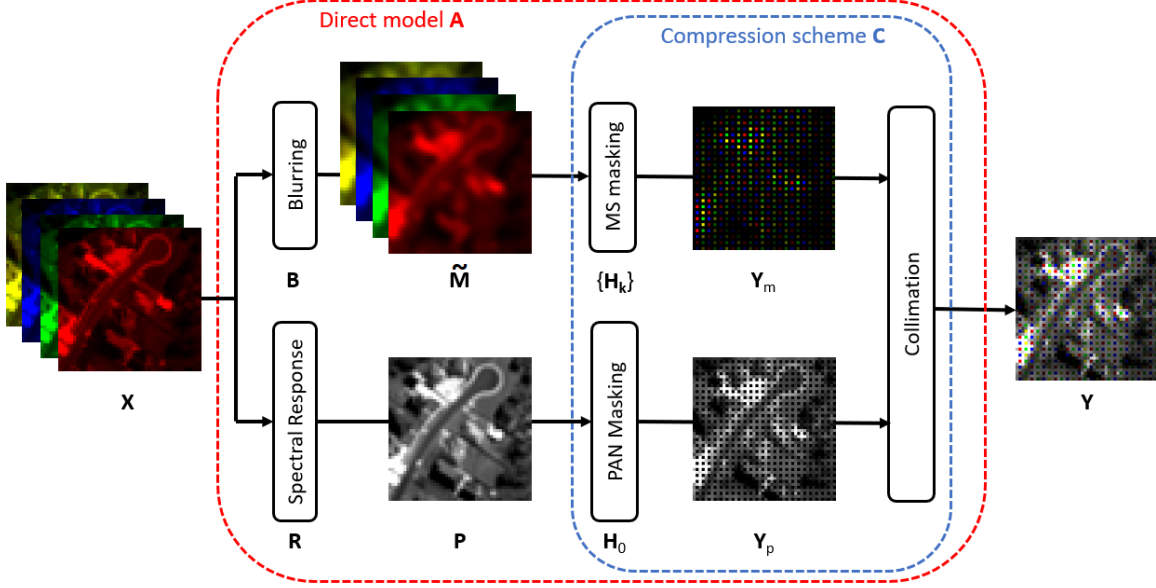 Direct model A
Compression scheme C
Blurring
MS masking
B
M̃
{Hₖ}
Yₘ
Collimation
X
Y
Spectral Response
PAN Masking
R
P
H₀
Yₚ